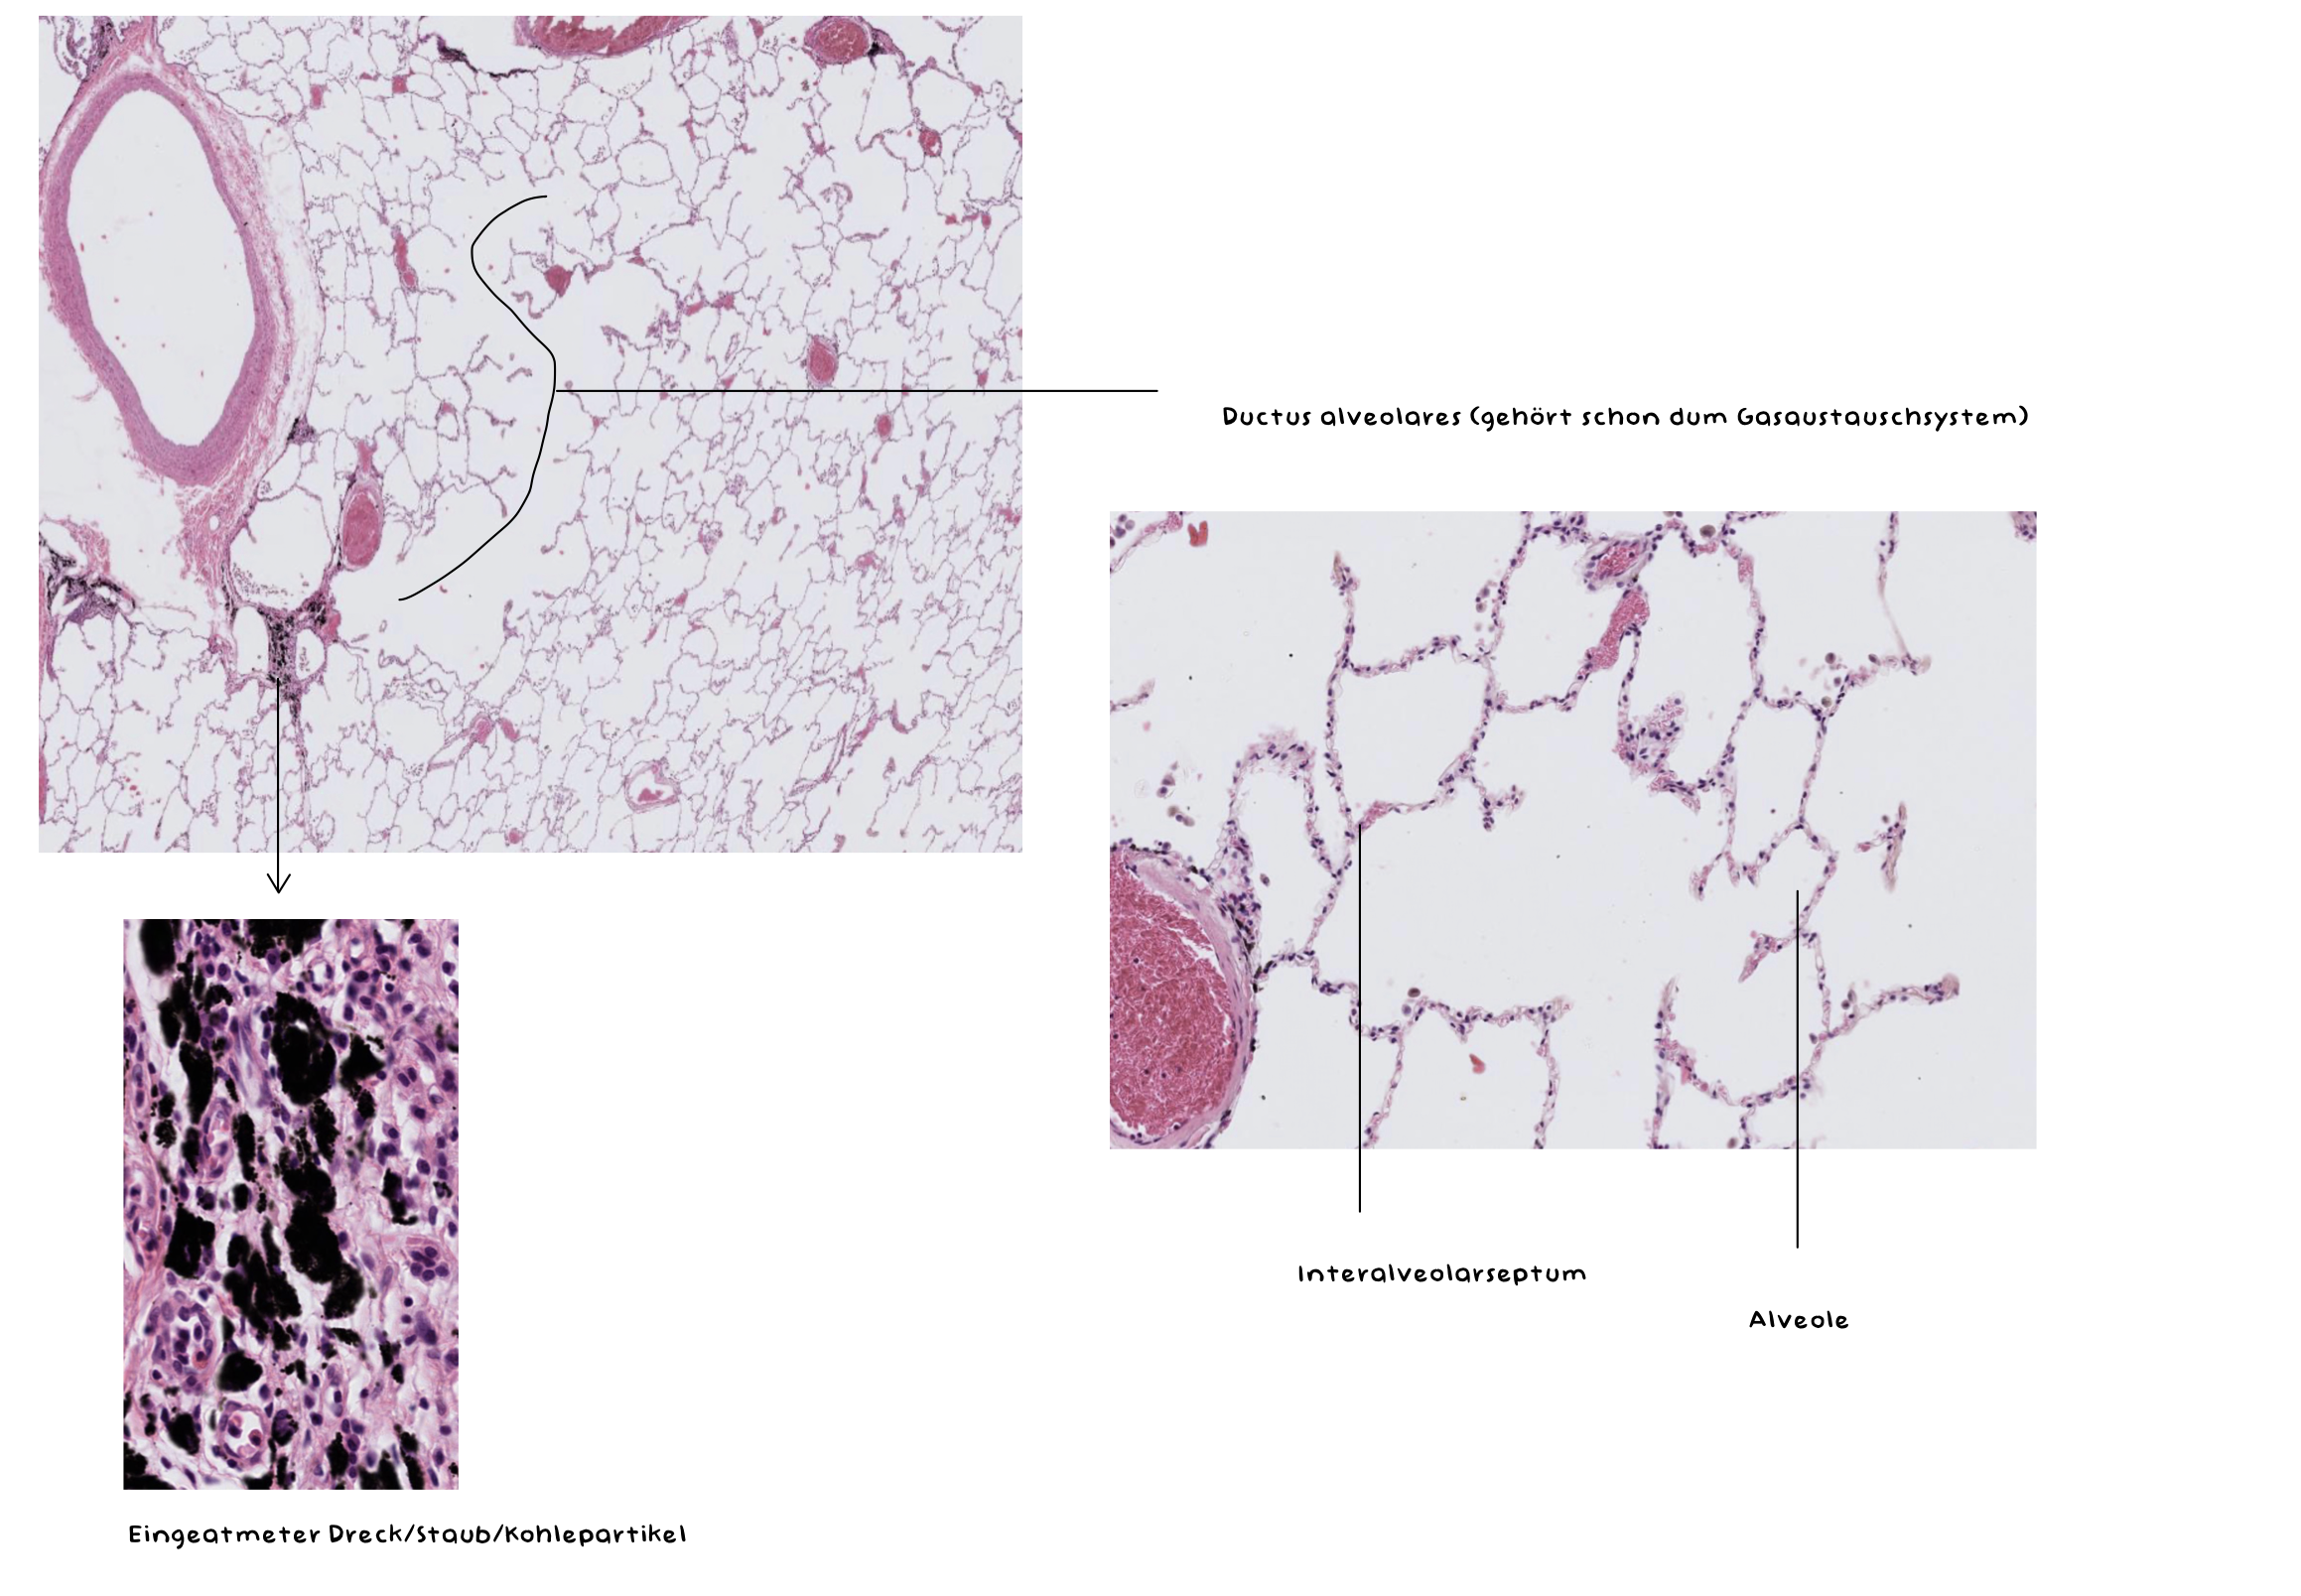 Ductus alveolares (gehört schon dum Gasaustauschsystem)
Interalveolarseptum
Alveole
Eingeatmeter Dreck/Staub/Kohlepartikel